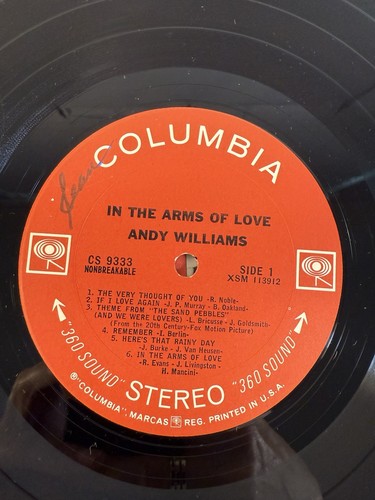 COLUMBIA
Jean
IN THE ARMS OF LOVE
ANDY WILLIAMS
CS 9333
NONBREAKABLE
SIDE 1
XSM 113912
1. THE VERY THOUGHT OF YOU -R. Noble-
2. IF I LOVE AGAIN -J. P. Murray - B. Oakland-
3. THEME FROM "THE SAND PEBBLES"
(AND WE WERE LOVERS) -L. Bricusse - J. Goldsmith-
(From the 20th Century-Fox Motion Picture)
4. REMEMBER -I. Berlin-
5. HERE'S THAT RAINY DAY
-J. Burke - J. Van Heusen-
6. IN THE ARMS OF LOVE
-R. Evans - J. Livingston -
H. Mancini-
"360 SOUND" STEREO "360 SOUND"
® "COLUMBIA", MARCAS REG. PRINTED IN U.S.A.